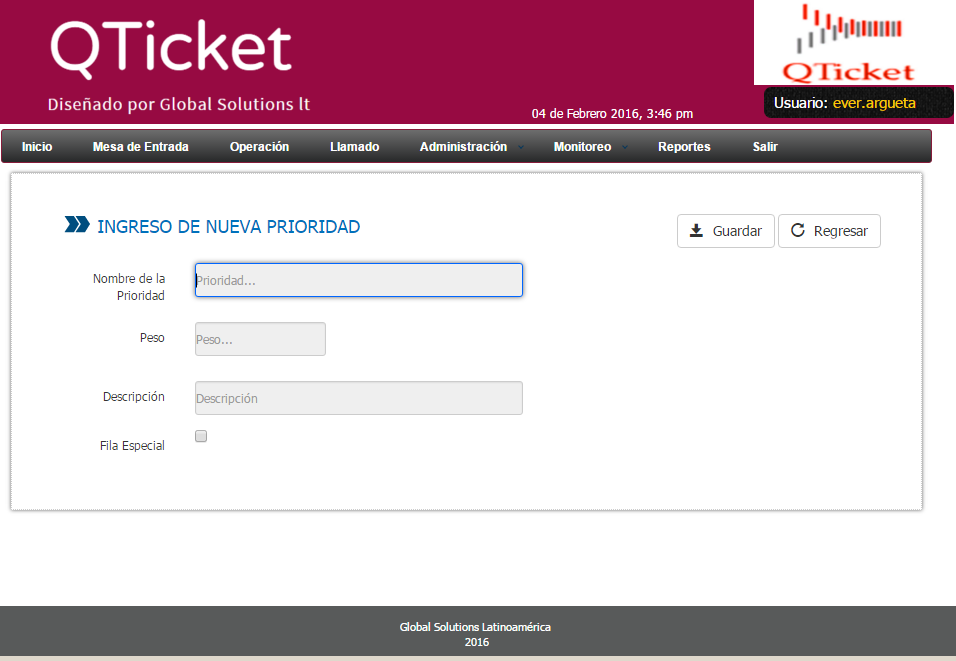 QTicket
Diseñado por Global Solutions lt
04 de Febrero 2016, 3:46 pm
QTicket
Usuario: ever.argueta
Inicio Mesa de Entrada Operación Llamado Administración Monitoreo Reportes Salir
INGRESO DE NUEVA PRIORIDAD
Guardar Regresar
Nombre de la
Prioridad
Prioridad...
Peso
Peso...
Descripción
Descripción
Fila Especial
Global Solutions Latinoamérica
2016